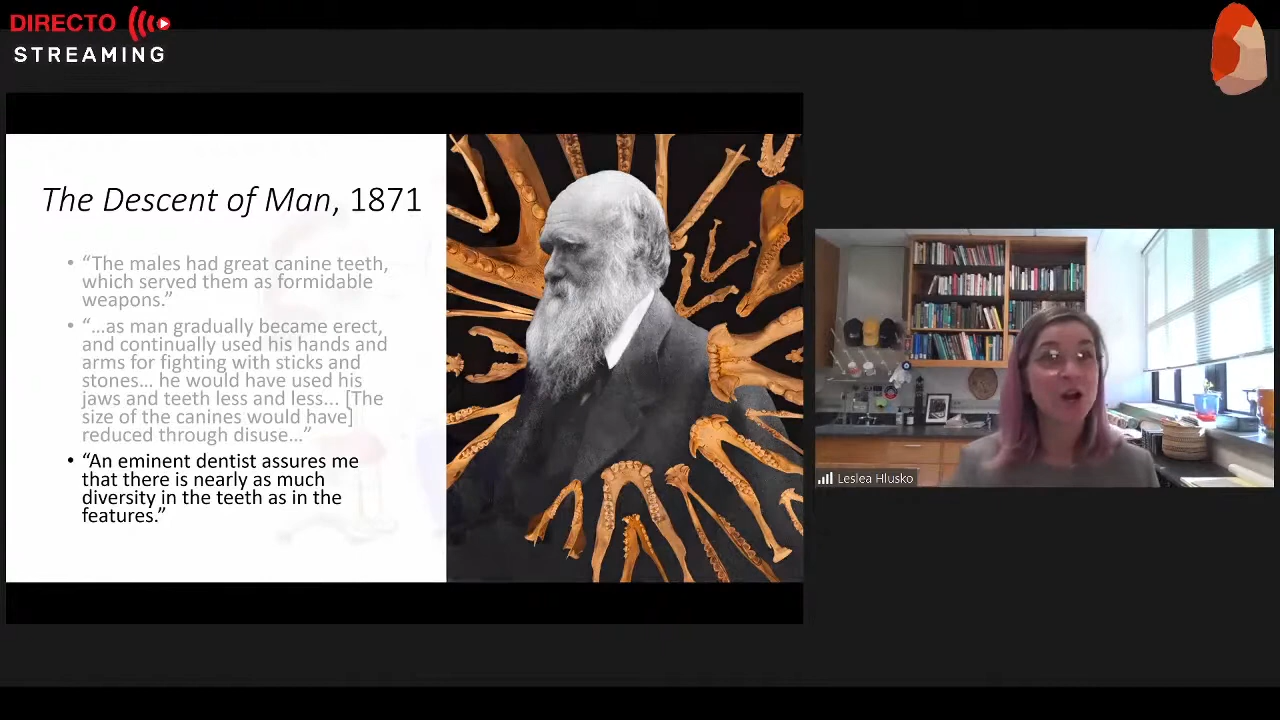 DIRECTO
STREAMING
The Descent of Man, 1871
• “The males had great canine teeth,
which served them as formidable
weapons.”
• “…as man gradually became erect,
and continually used his hands and
arms for fighting with sticks and
stones… he would have used his
jaws and teeth less and less... [The
size of the canines would have]
reduced through disuse…”
• “An eminent dentist assures me
that there is nearly as much
diversity in the teeth as in the
features.”
Leslea Hlusko